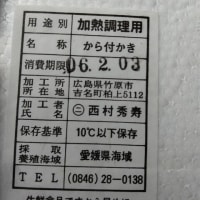 用途別 加熱調理用
名称 から付かき
消費期限 06.2.03
加工所所在地 広島県竹原市
吉名町柏上5112
加工者氏名 ㊁西村秀寿
保存基準 10℃以下保存
採取養殖海域 愛媛県海域
TEL (0846)28-0138